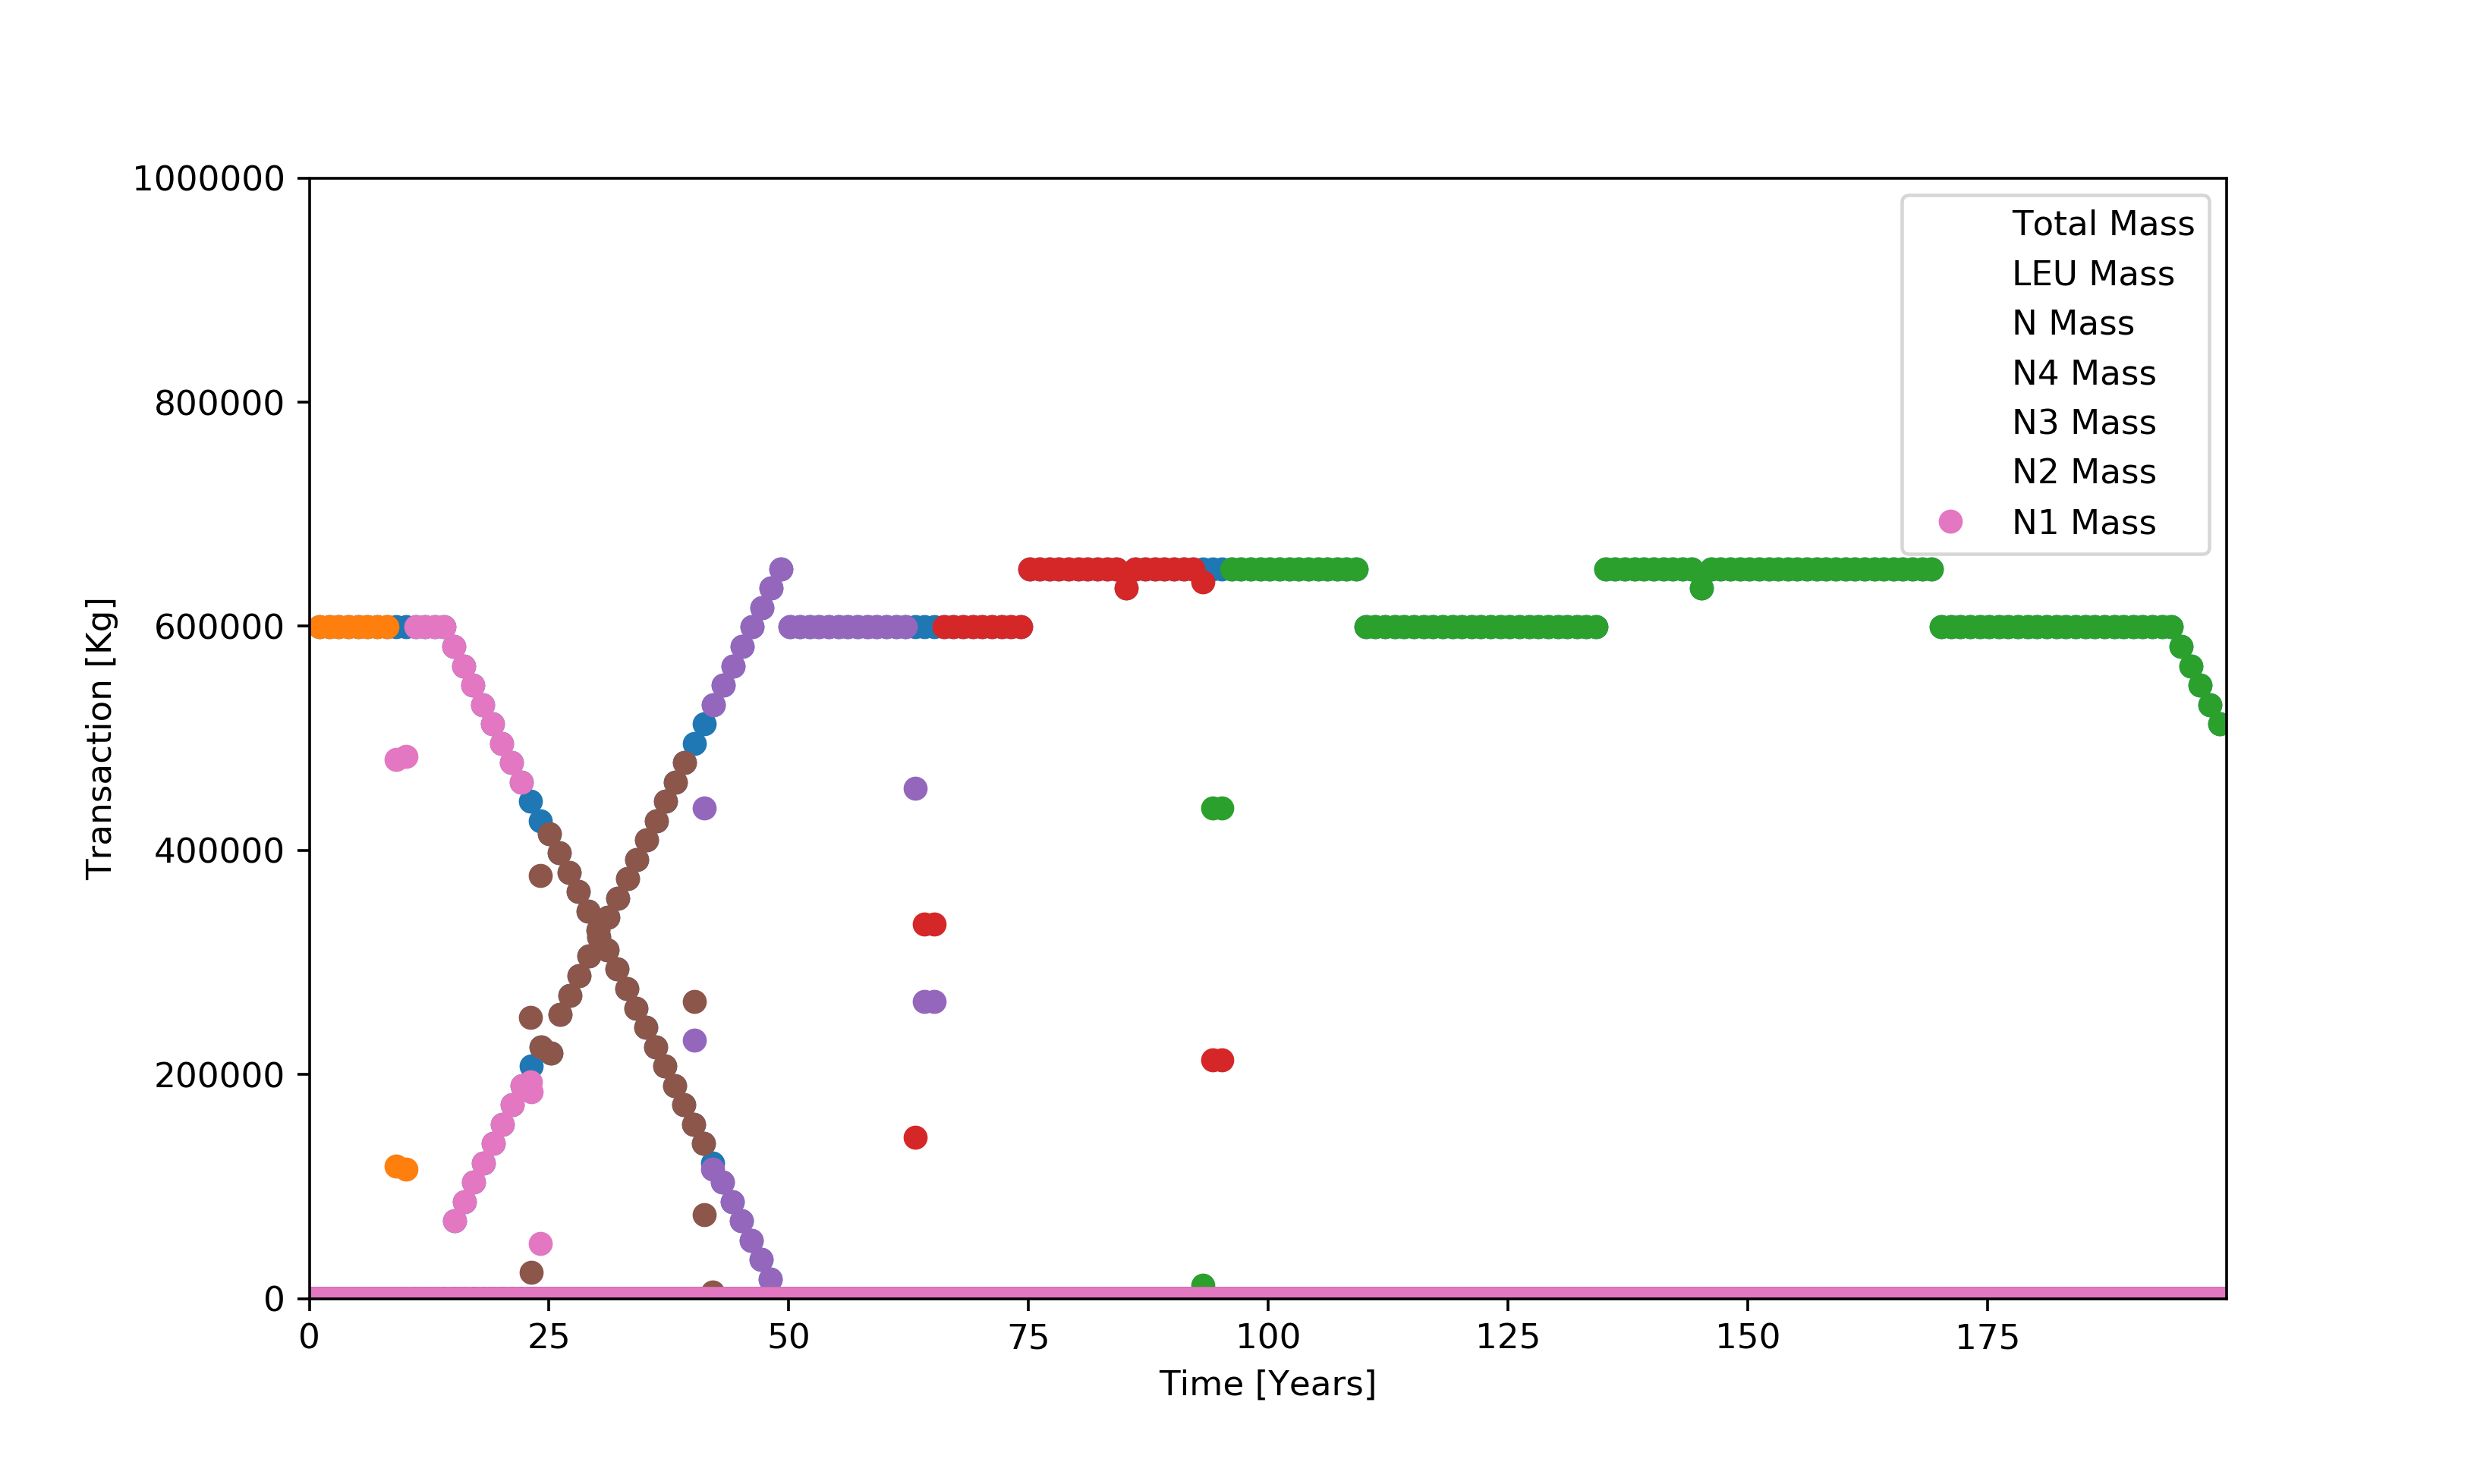 1000000
800000
600000
400000
200000
0
Transaction [Kg]
Total Mass
LEU Mass
N Mass
N4 Mass
N3 Mass
N2 Mass
N1 Mass
0 25 50 75 100 125 150 175
Time [Years]